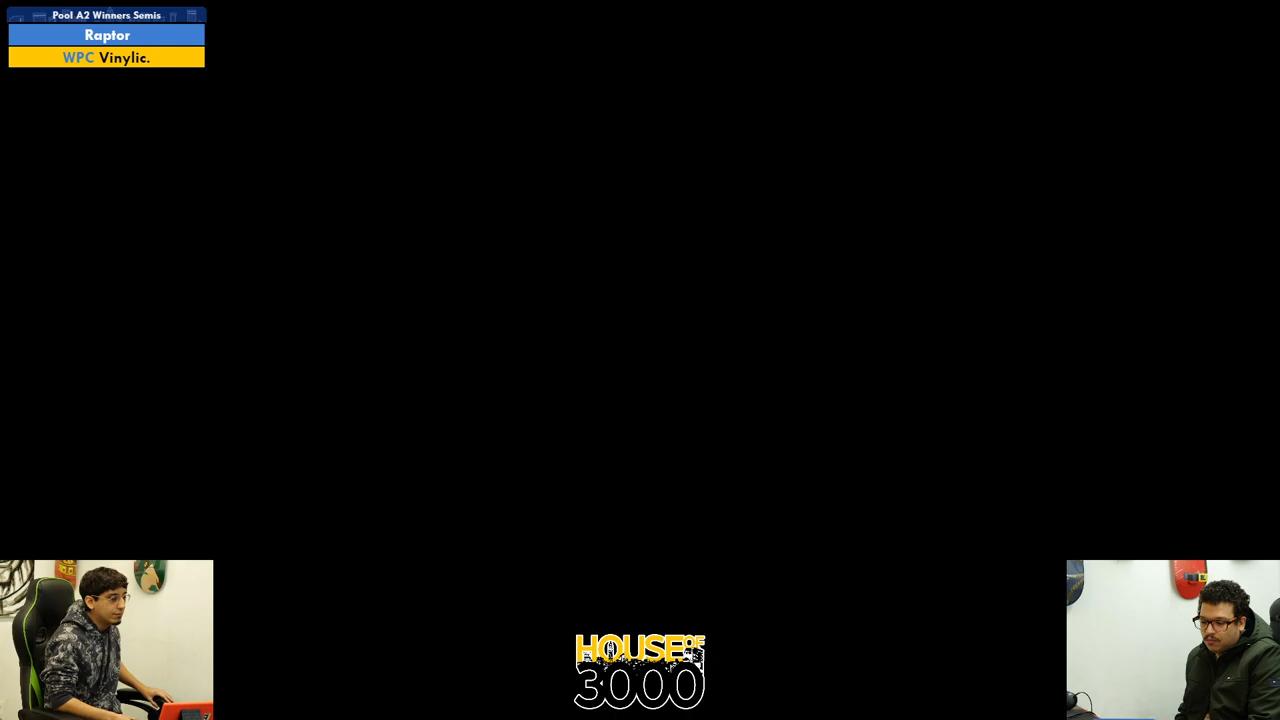 Pool A2 Winners Semis
Raptor
WPC Vinylic.
HOUSE OF
3000